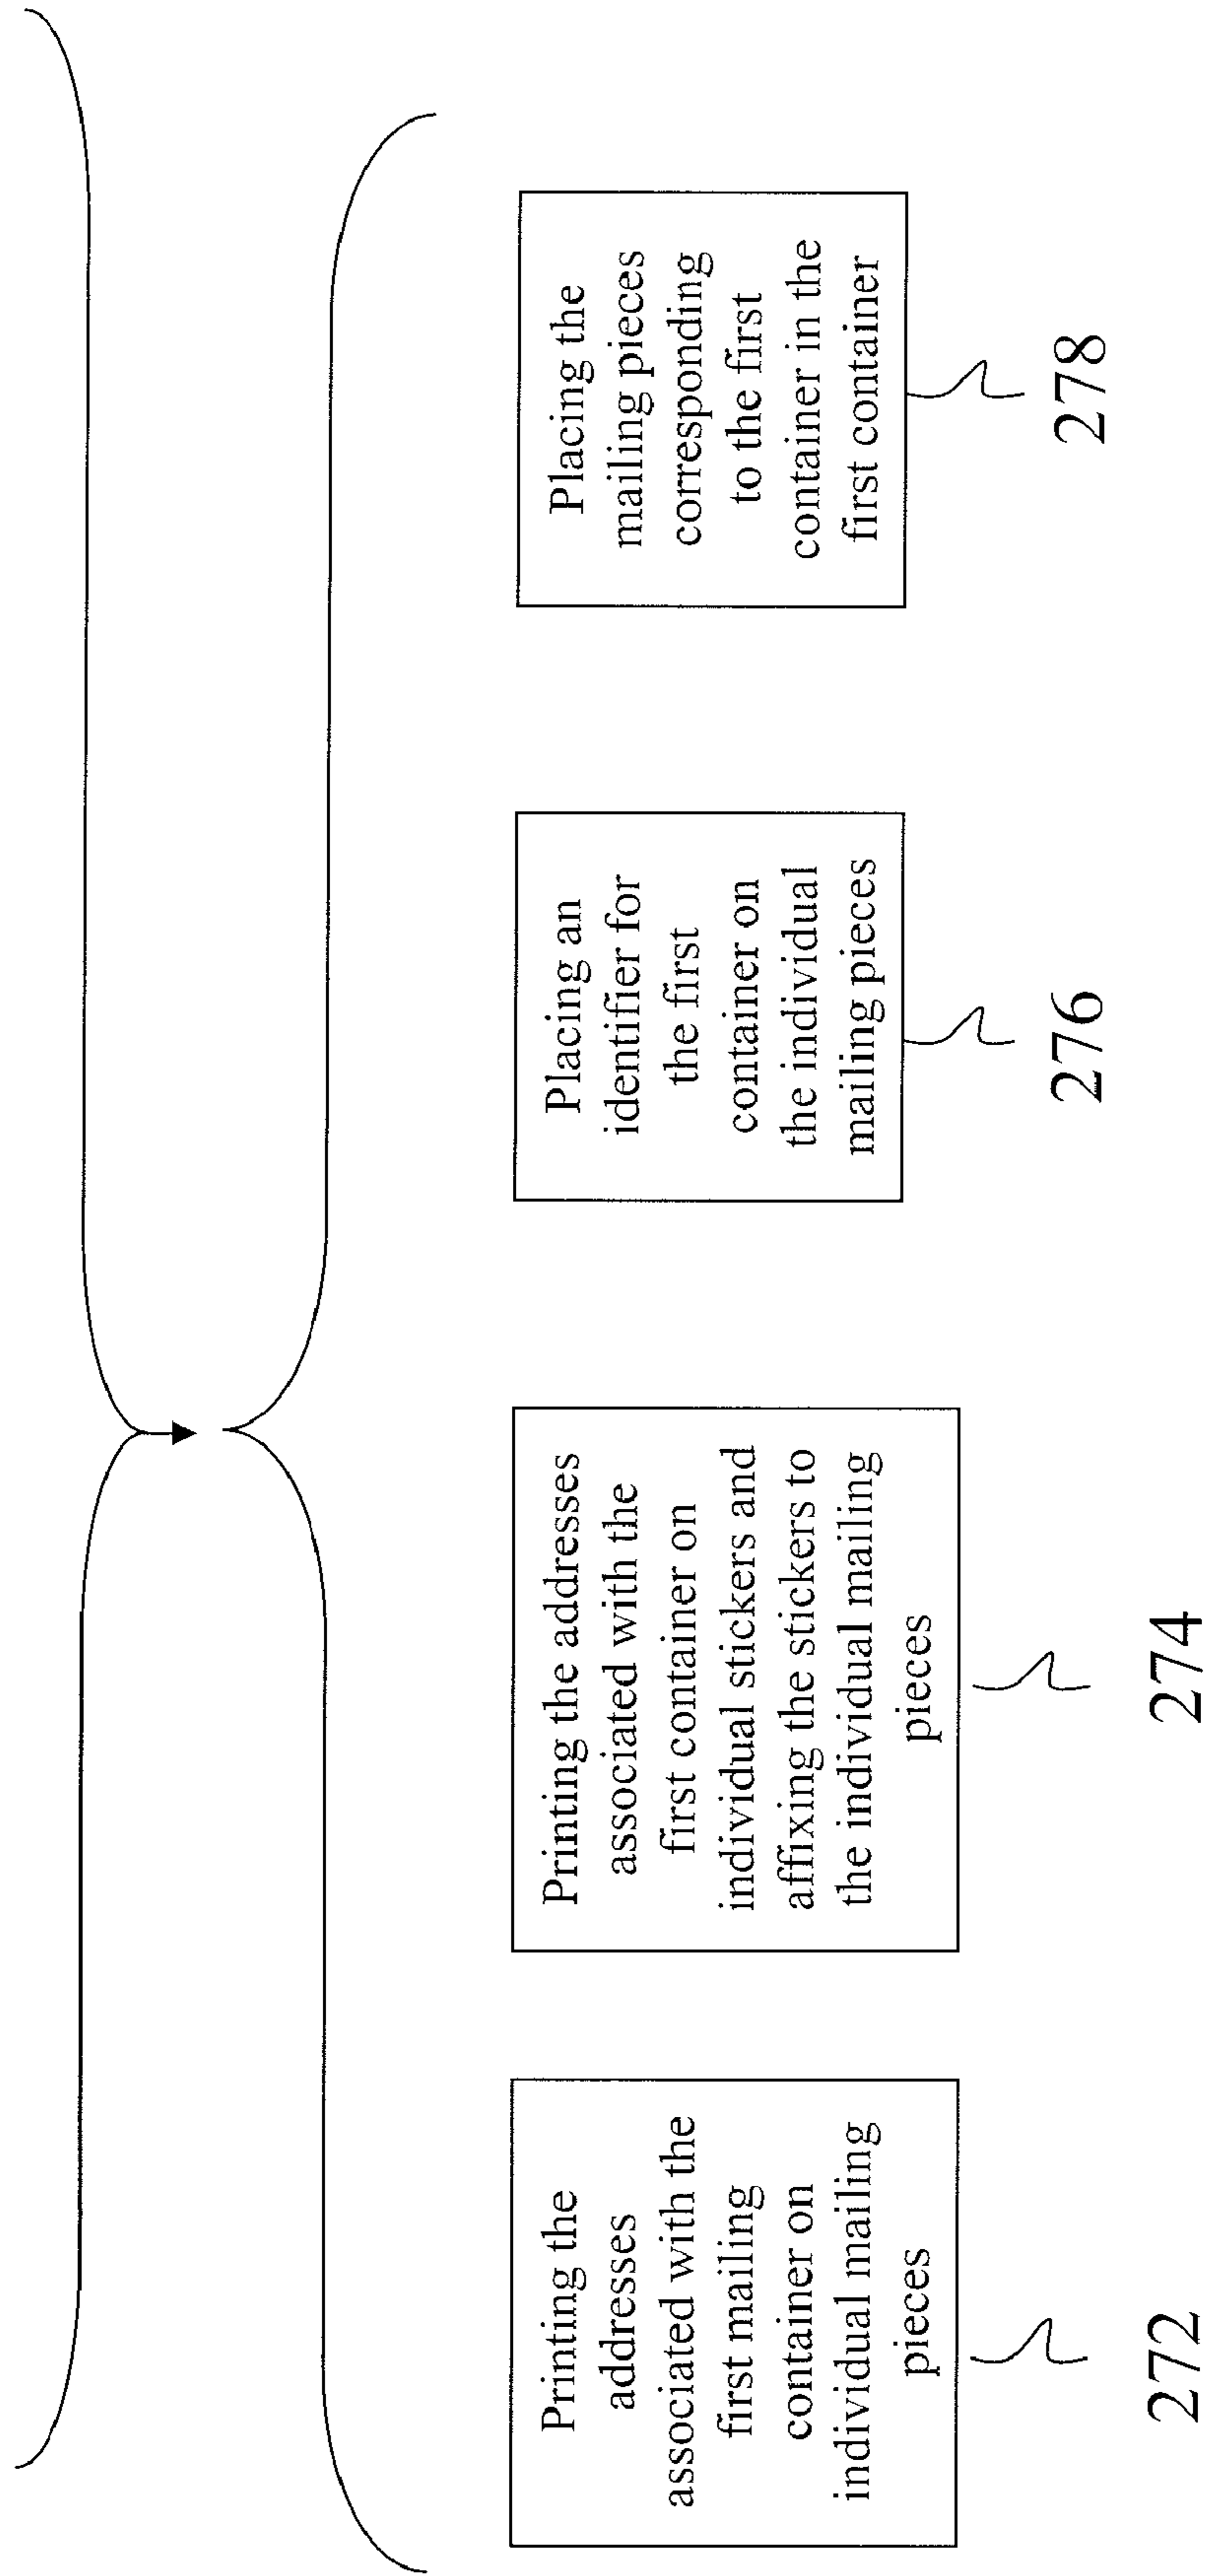 Printing the
addresses
associated with the
first mailing
container on
individual mailing
pieces
272
Printing the addresses
associated with the
first container on
individual stickers and
affixing the stickers to
the individual mailing
pieces
274
Placing an
identifier for
the first
container on
the individual
mailing pieces
276
Placing the
mailing pieces
corresponding
to the first
container in the
first container
278